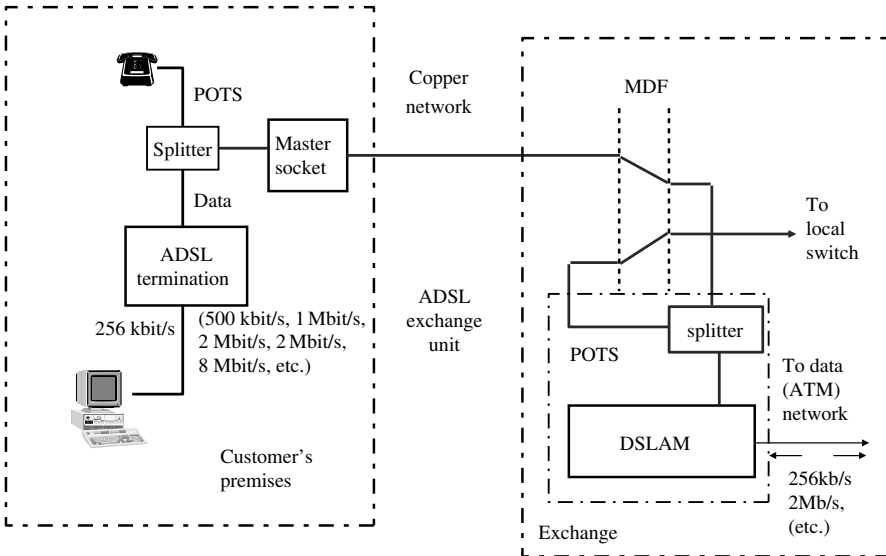 POTS
Splitter
Master
socket
Data
ADSL
termination
256 kbit/s
(500 kbit/s, 1 Mbit/s,
2 Mbit/s, 2 Mbit/s,
8 Mbit/s, etc.)
Customer's
premises
Copper
network
ADSL
exchange
unit
MDF
To
local
switch
splitter
POTS
DSLAM
To data
(ATM)
network
256kb/s
2Mb/s,
(etc.)
Exchange